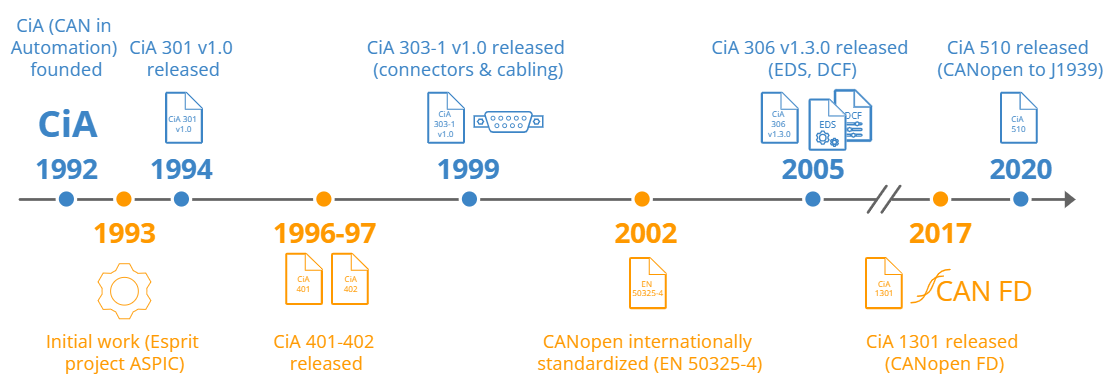 CiA (CAN in
Automation)
founded
CiA
1992
1993
Initial work (Esprit
project ASPIC)
CiA 301 v1.0
released
CiA 301
v1.0
1994
1996-97
CiA
401
CiA
402
CiA 401-402
released
CiA 303-1 v1.0 released
(connectors & cabling)
CiA
303-1
v1.0
1999
2002
EN
50325-4
CANopen internationally
standardized (EN 50325-4)
CiA 306 v1.3.0 released
(EDS, DCF)
CiA
306
v1.3.0
EDS
DCF
2005
2017
CiA
1301
CAN FD
CiA 1301 released
(CANopen FD)
CiA 510 released
(CANopen to J1939)
CiA
510
2020